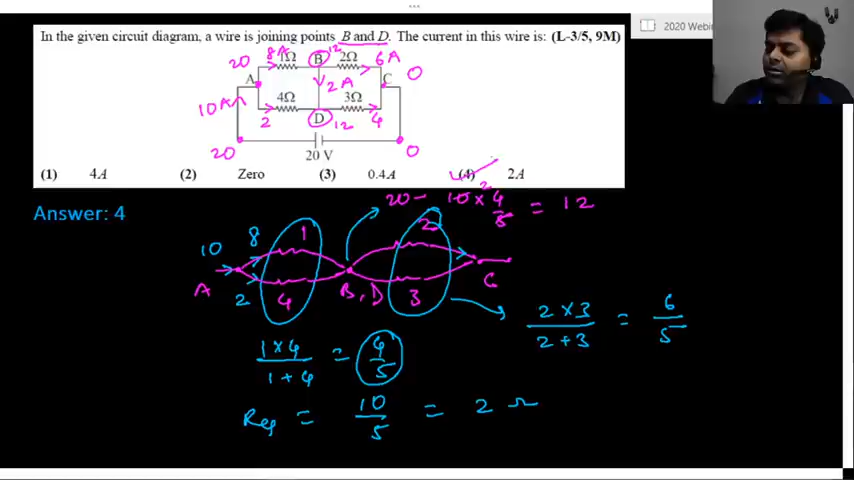 2020 Webin
In the given circuit diagram, a wire is joining points B and D. The current in this wire is: (L-3/5, 9M)
20 8A 1Ω B 12 2Ω 6A
A 2A C 0
10A 4Ω 3Ω
2 D 12 4
20 20 V 0
(1) 4A (2) Zero (3) 0.4A (4) 2A
Answer: 4
20 - 10 × 4/5 = 12
2
10 8 1 2
A B, D C
2 4 3
1 × 4 / 1 + 4 = 4/5
2 × 3 / 2 + 3 = 6/5
Req = 10/5 = 2 Ω